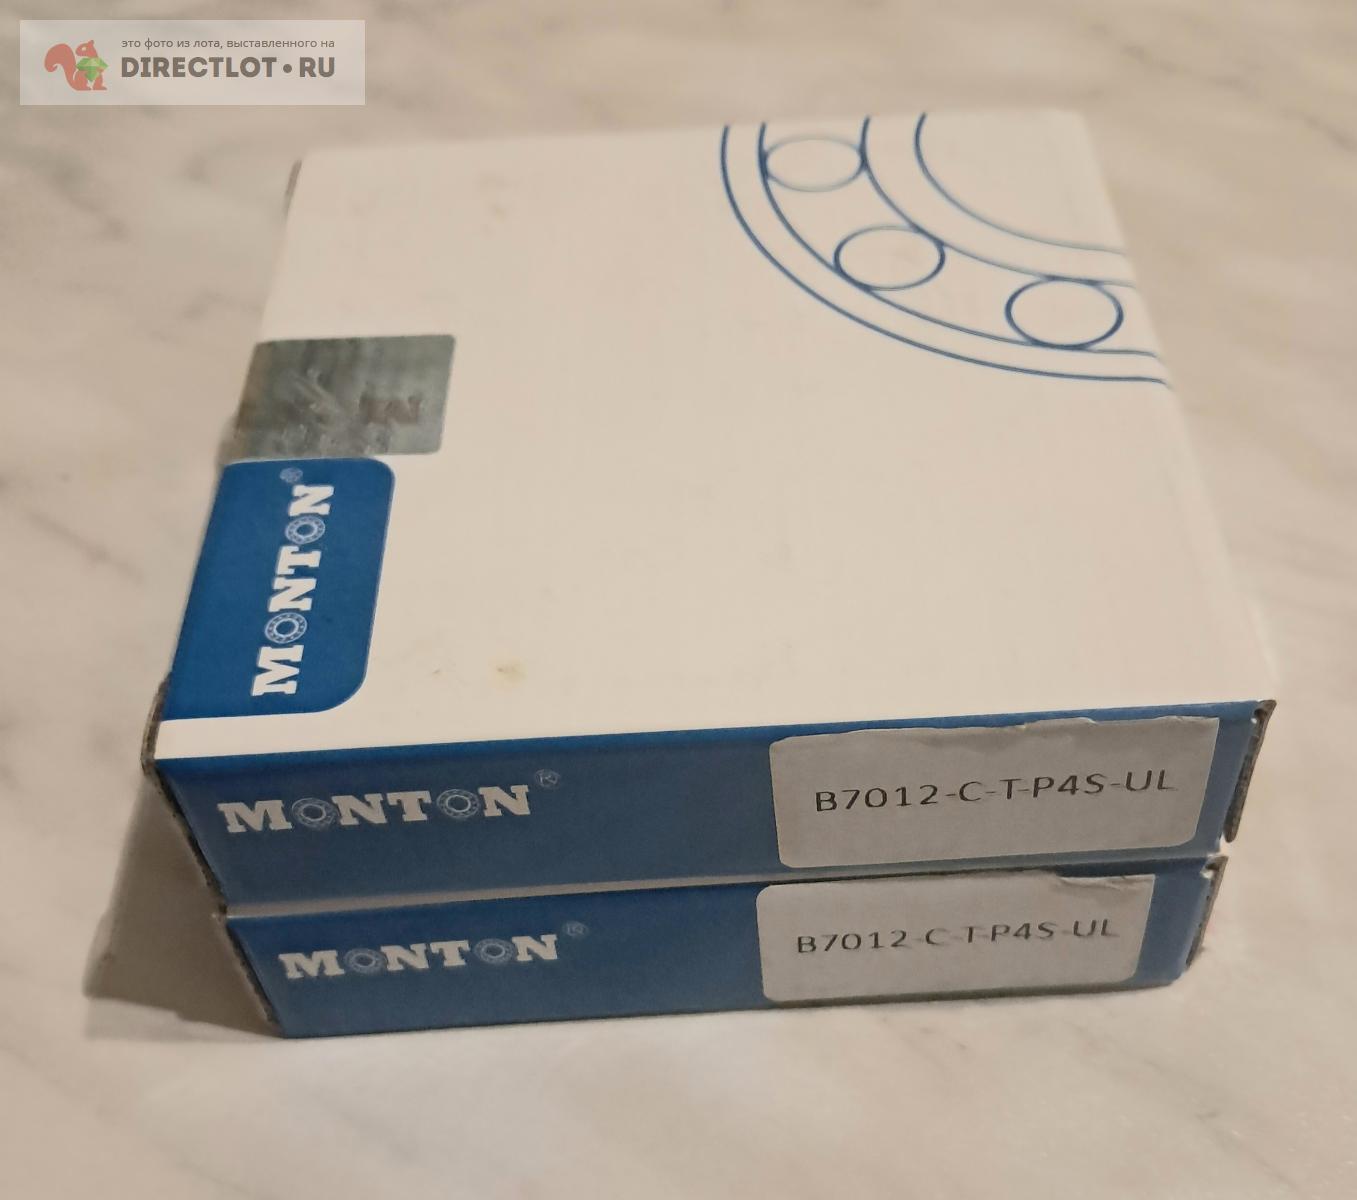 это фото из лота, выставленного на
DIRECTLOT•RU
MONTON®
MONTON®
B7012-C-T-P4S-UL
MONTON®
B7012-C-T-P4S-UL